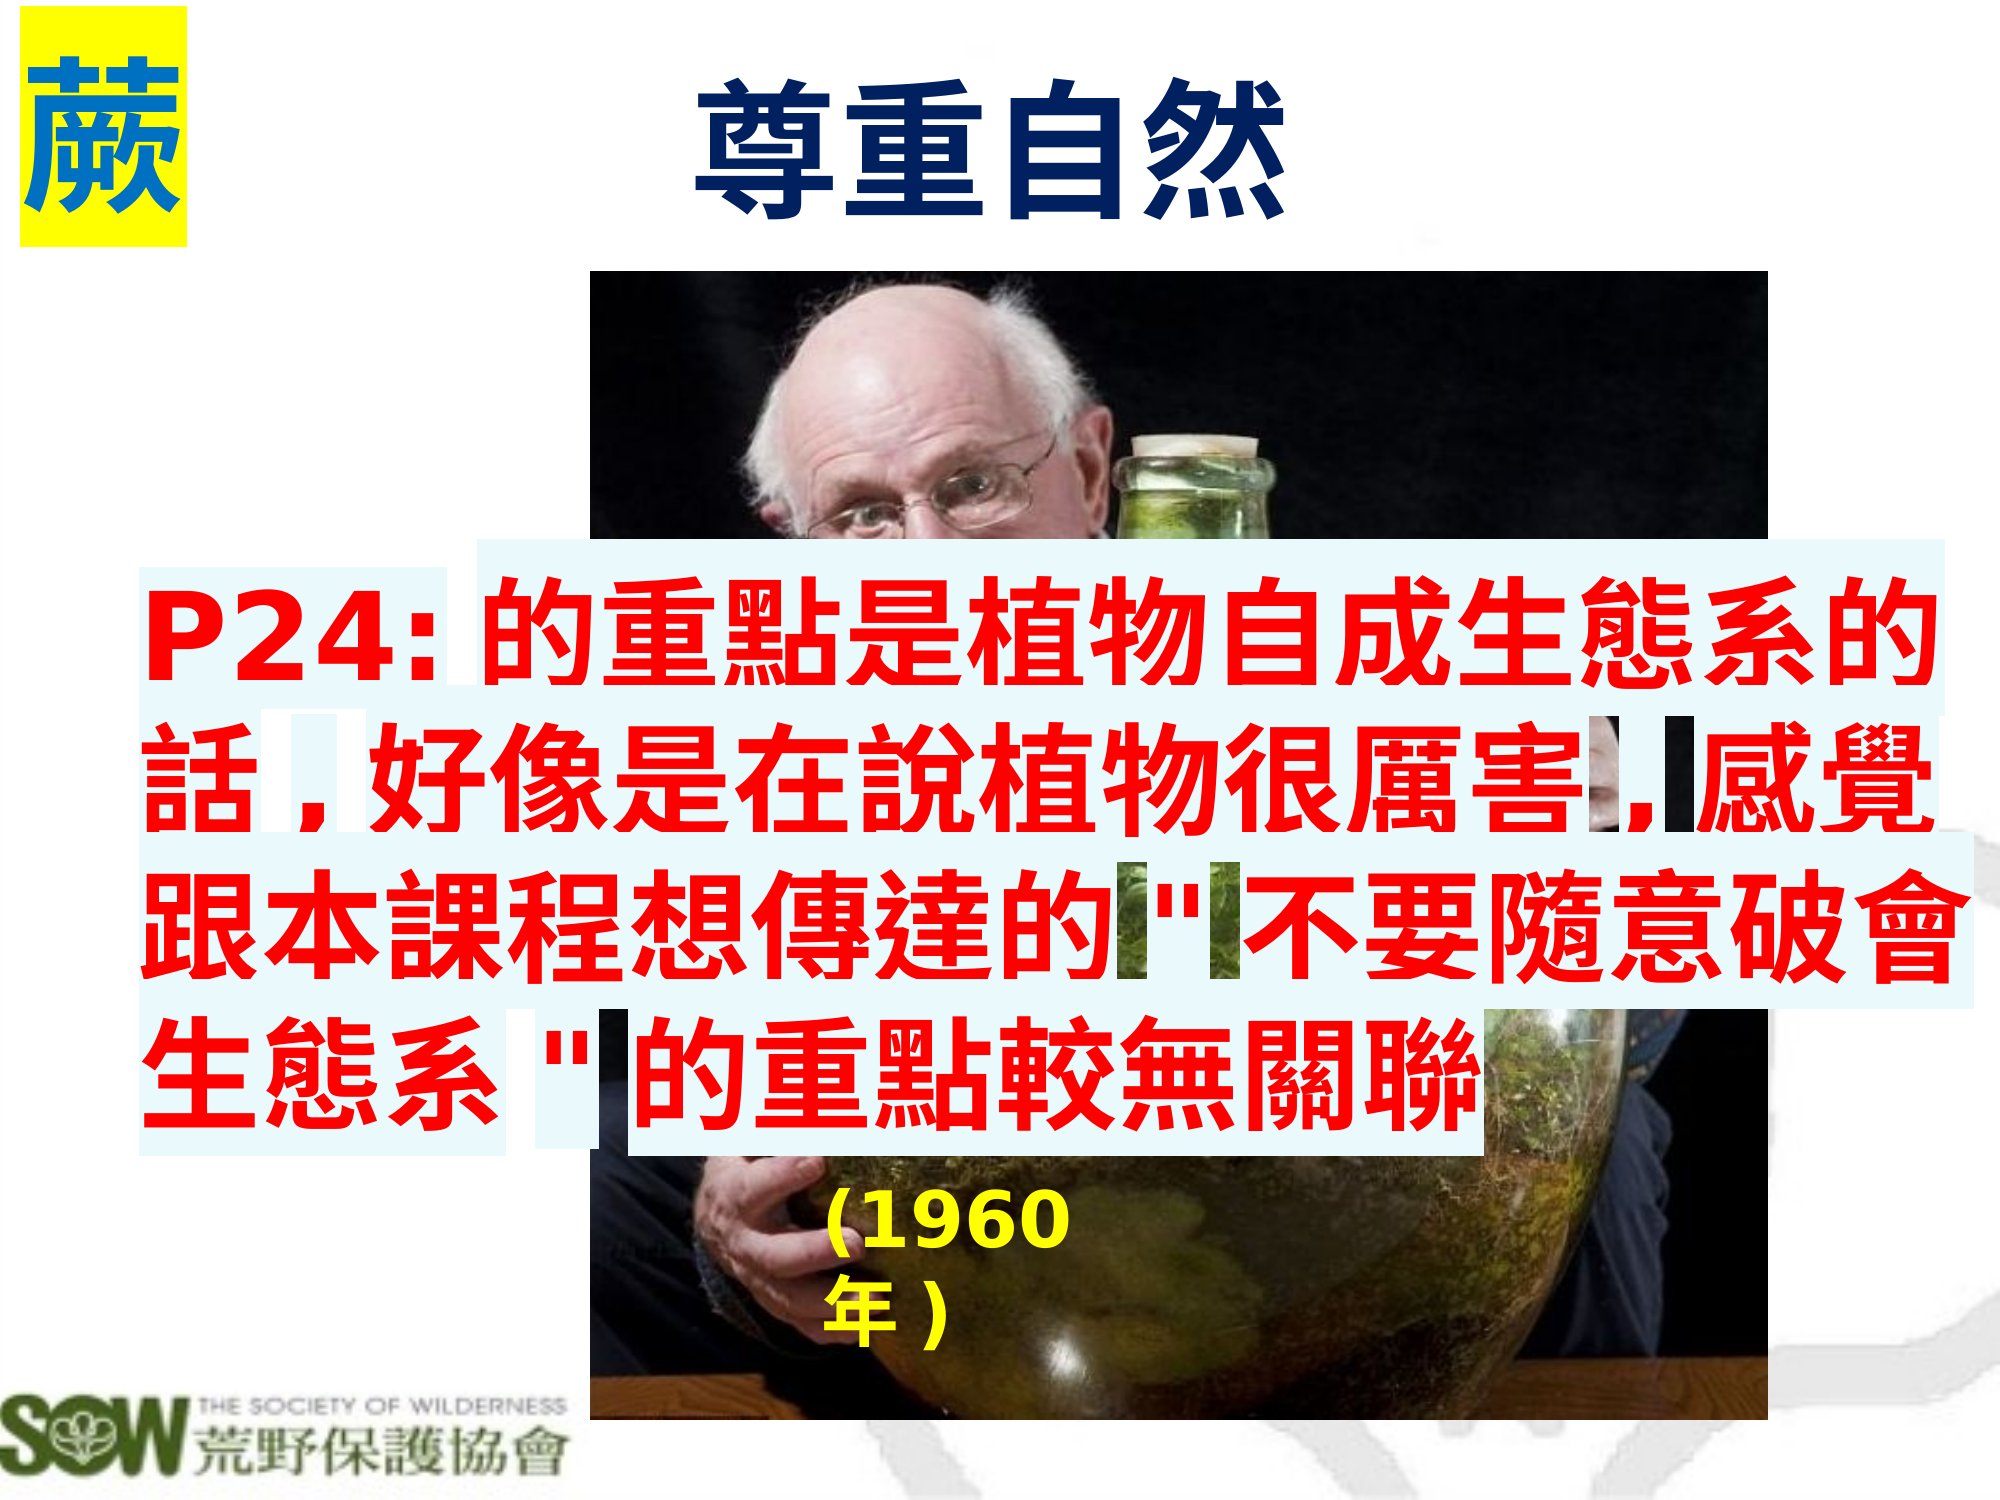 蕨
尊重自然
P24: 的重點是植物自成生態系的
話 , 好像是在說植物很厲害 , 感覺
跟本課程想傳達的 " 不要隨意破會
生態系 " 的重點較無關聯
(1960
年 )
SOW THE SOCIETY OF WILDERNESS
荒野保護協會